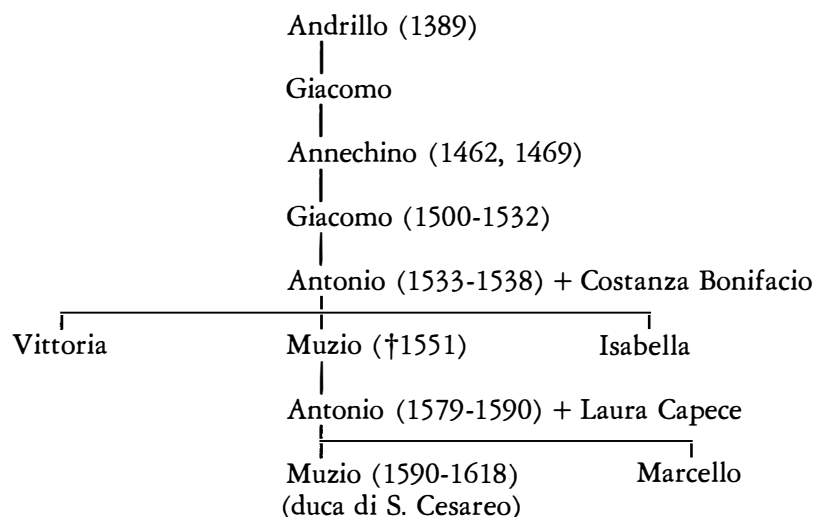 Andrillo (1389)
Giacomo
Annechino (1462, 1469)
Giacomo (1500-1532)
Antonio (1533-1538) + Costanza Bonifacio
Vittoria Muzio (†1551) Isabella
Antonio (1579-1590) + Laura Capece
Muzio (1590-1618) Marcello
(duca di S. Cesareo)